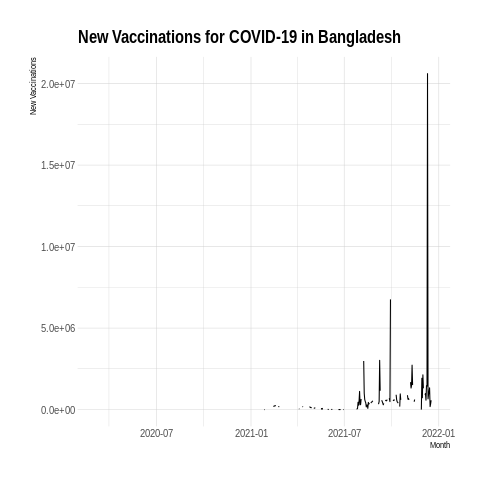 New Vaccinations for COVID-19 in Bangladesh
New Vaccinations
2.0e+07
1.5e+07
1.0e+07
5.0e+06
0.0e+00
2020-07 2021-01 2021-07 2022-01
Month